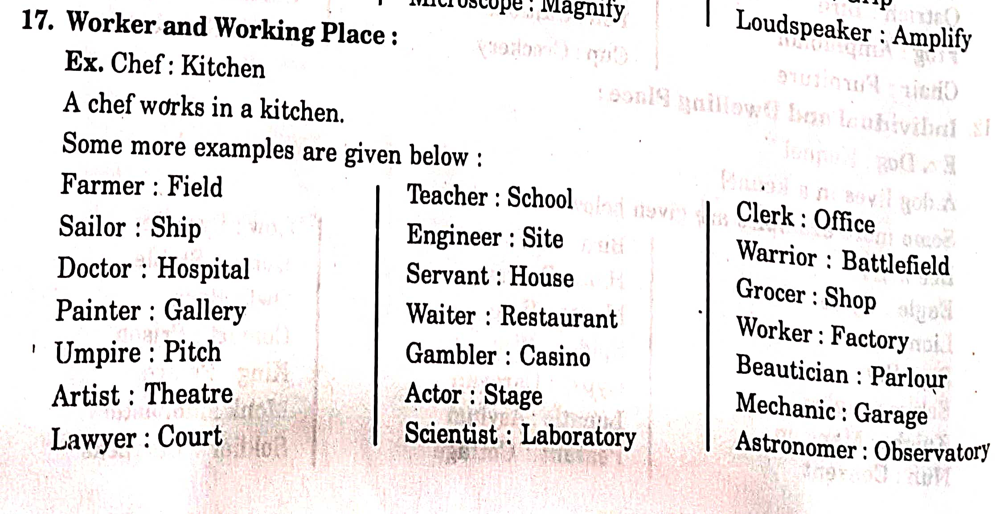 Microscope : Magnify
Loudspeaker : Amplify
17. Worker and Working Place :
Ex. Chef : Kitchen
A chef works in a kitchen.
Some more examples are given below :
Farmer : Field
Sailor : Ship
Doctor : Hospital
Painter : Gallery
Umpire : Pitch
Artist : Theatre
Lawyer : Court
Teacher : School
Engineer : Site
Servant : House
Waiter : Restaurant
Gambler : Casino
Actor : Stage
Scientist : Laboratory
Clerk : Office
Warrior : Battlefield
Grocer : Shop
Worker : Factory
Beautician : Parlour
Mechanic : Garage
Astronomer : Observatory